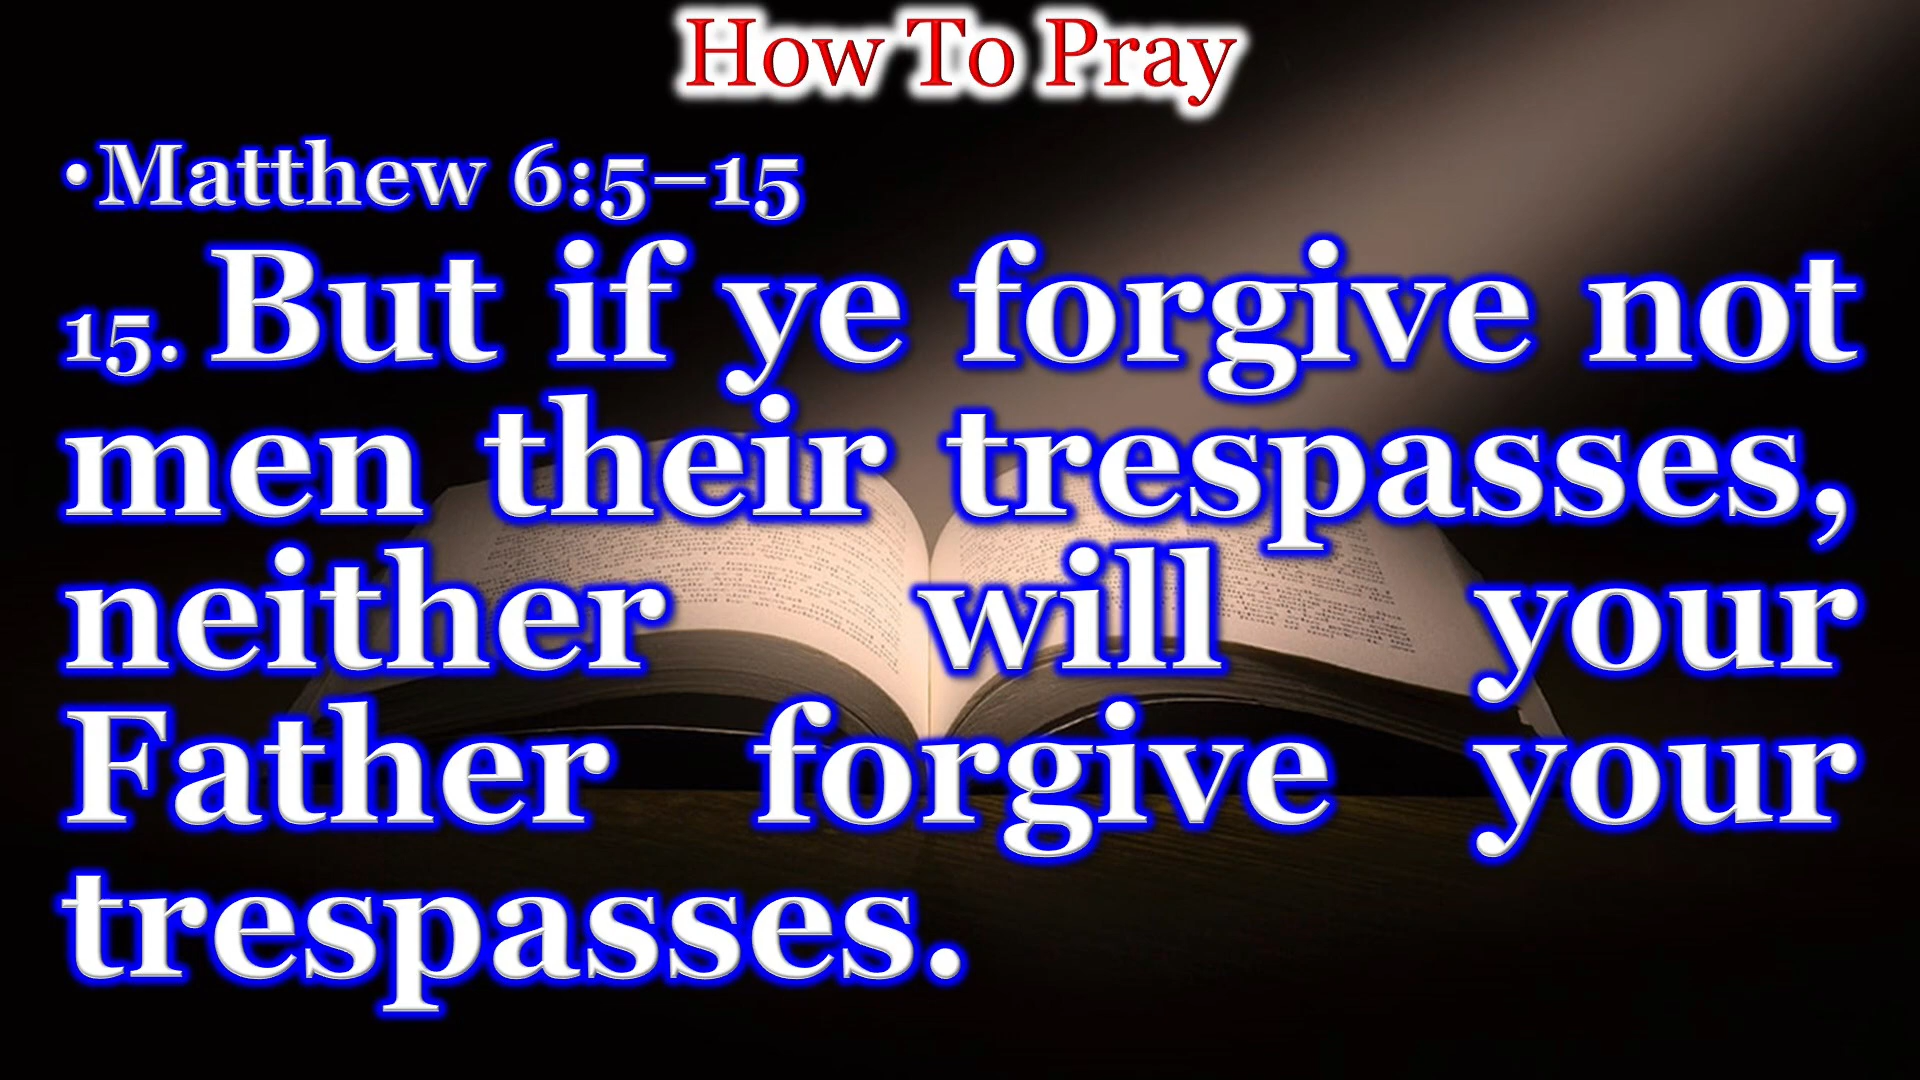 How To Pray
•Matthew 6:5–15
15. But if ye forgive not
men their trespasses,
neither will your
Father forgive your
trespasses.